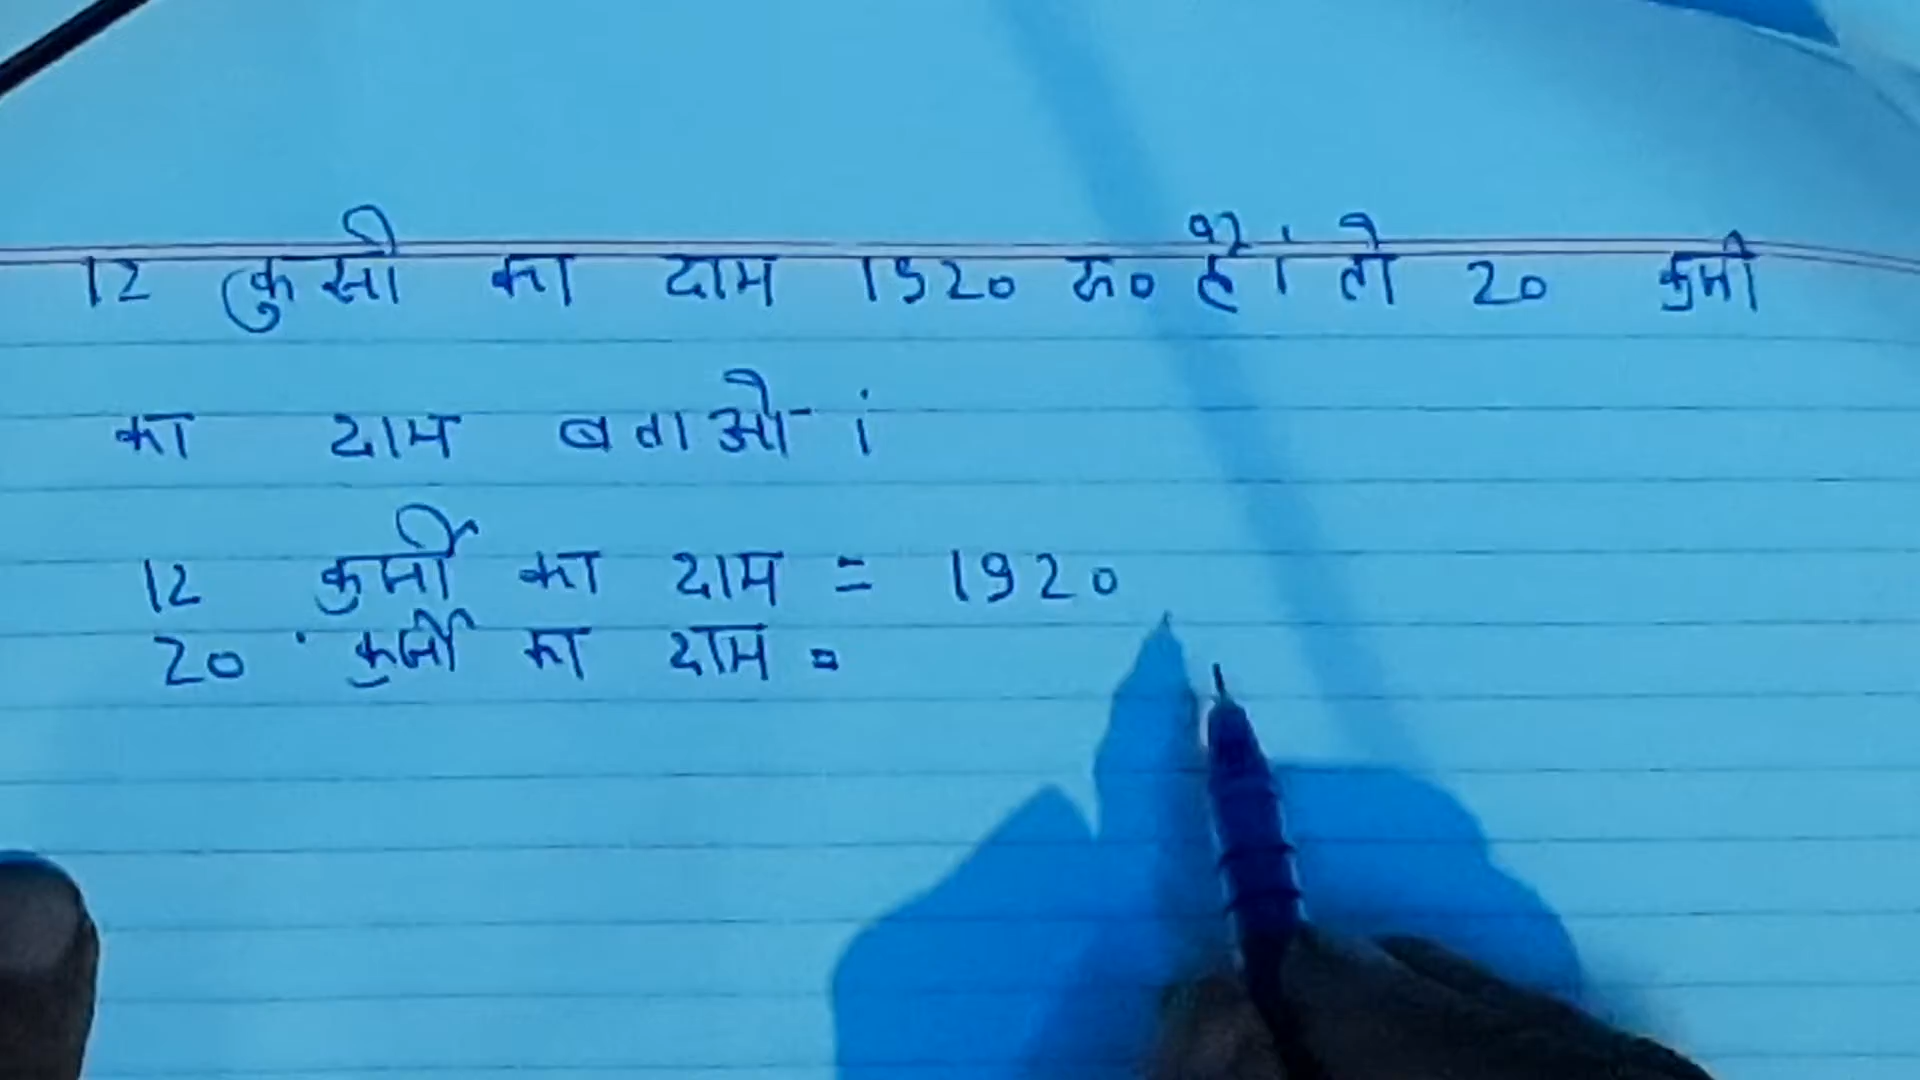 12 कुर्सी का दाम 1920 रु० है। तो 20 कुर्सी
का दाम बताओ।
12 कुर्सी का दाम = 1920
20 कुर्सी का दाम =